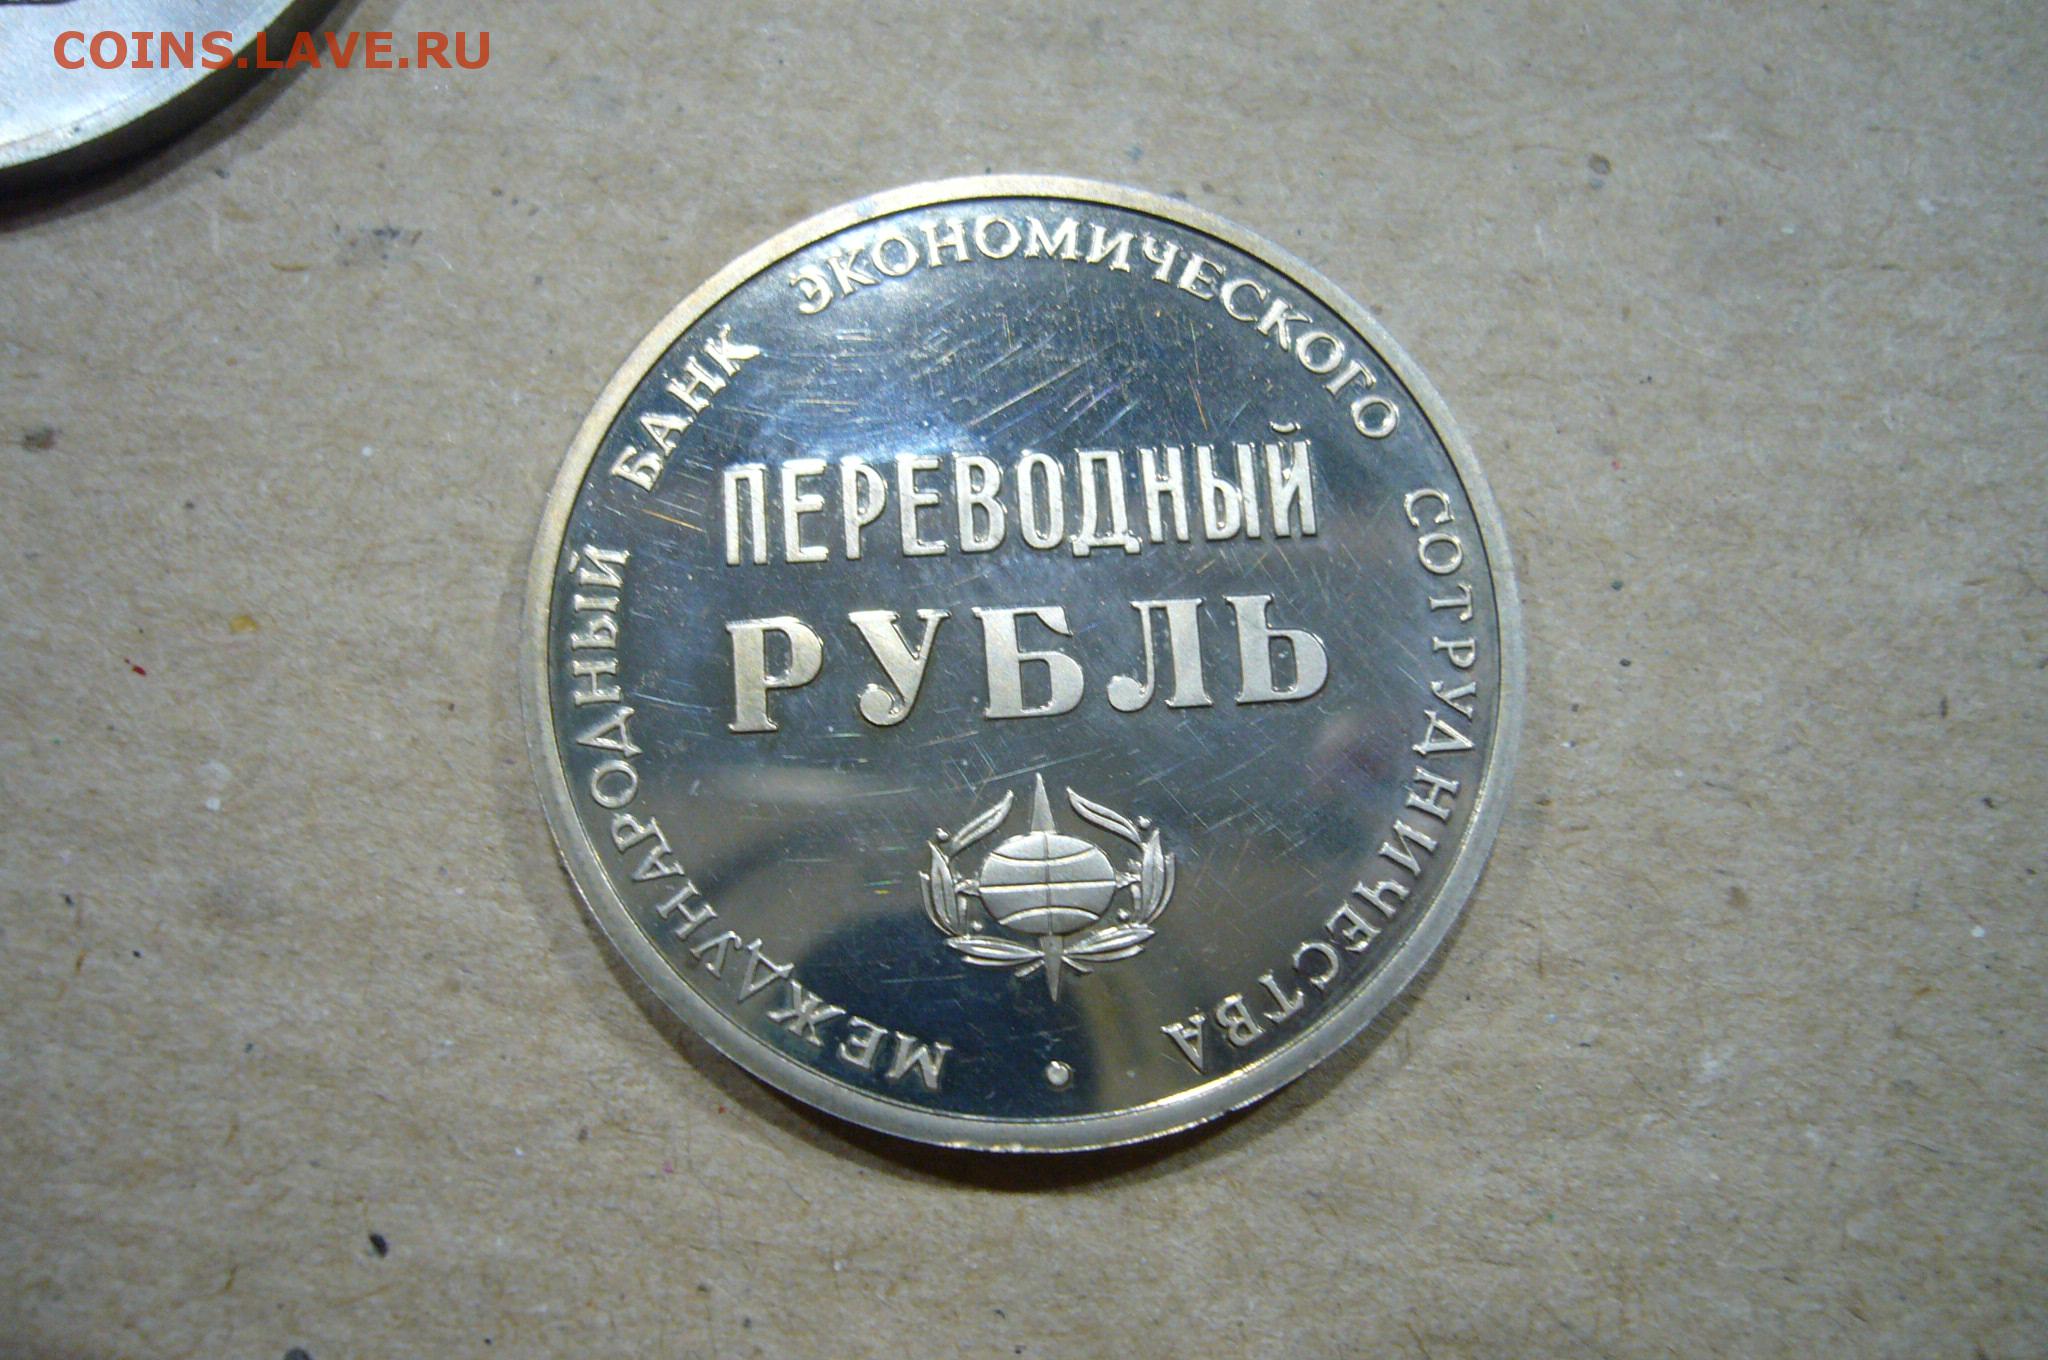 COINS.LAVE.RU
МЕЖДУНАРОДНЫЙ БАНК ЭКОНОМИЧЕСКОГО СОТРУДНИЧЕСТВА
ПЕРЕВОДНЫЙ
РУБЛЬ